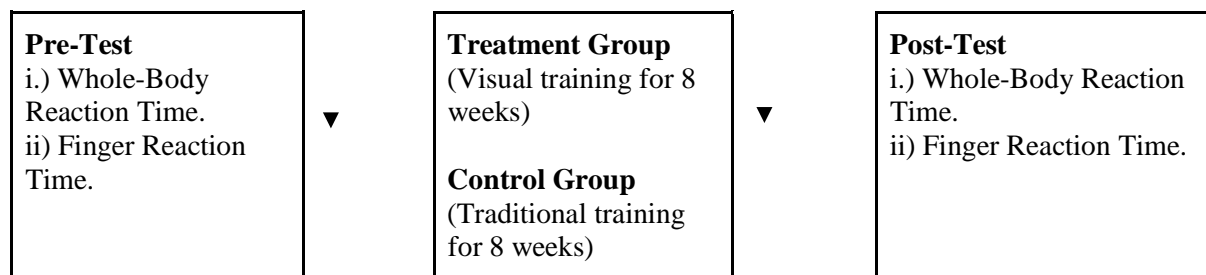 Pre-Test
i.) Whole-Body
Reaction Time.
ii) Finger Reaction
Time.
Treatment Group
(Visual training for 8
weeks)
Control Group
(Traditional training
for 8 weeks)
Post-Test
i.) Whole-Body Reaction
Time.
ii) Finger Reaction Time.